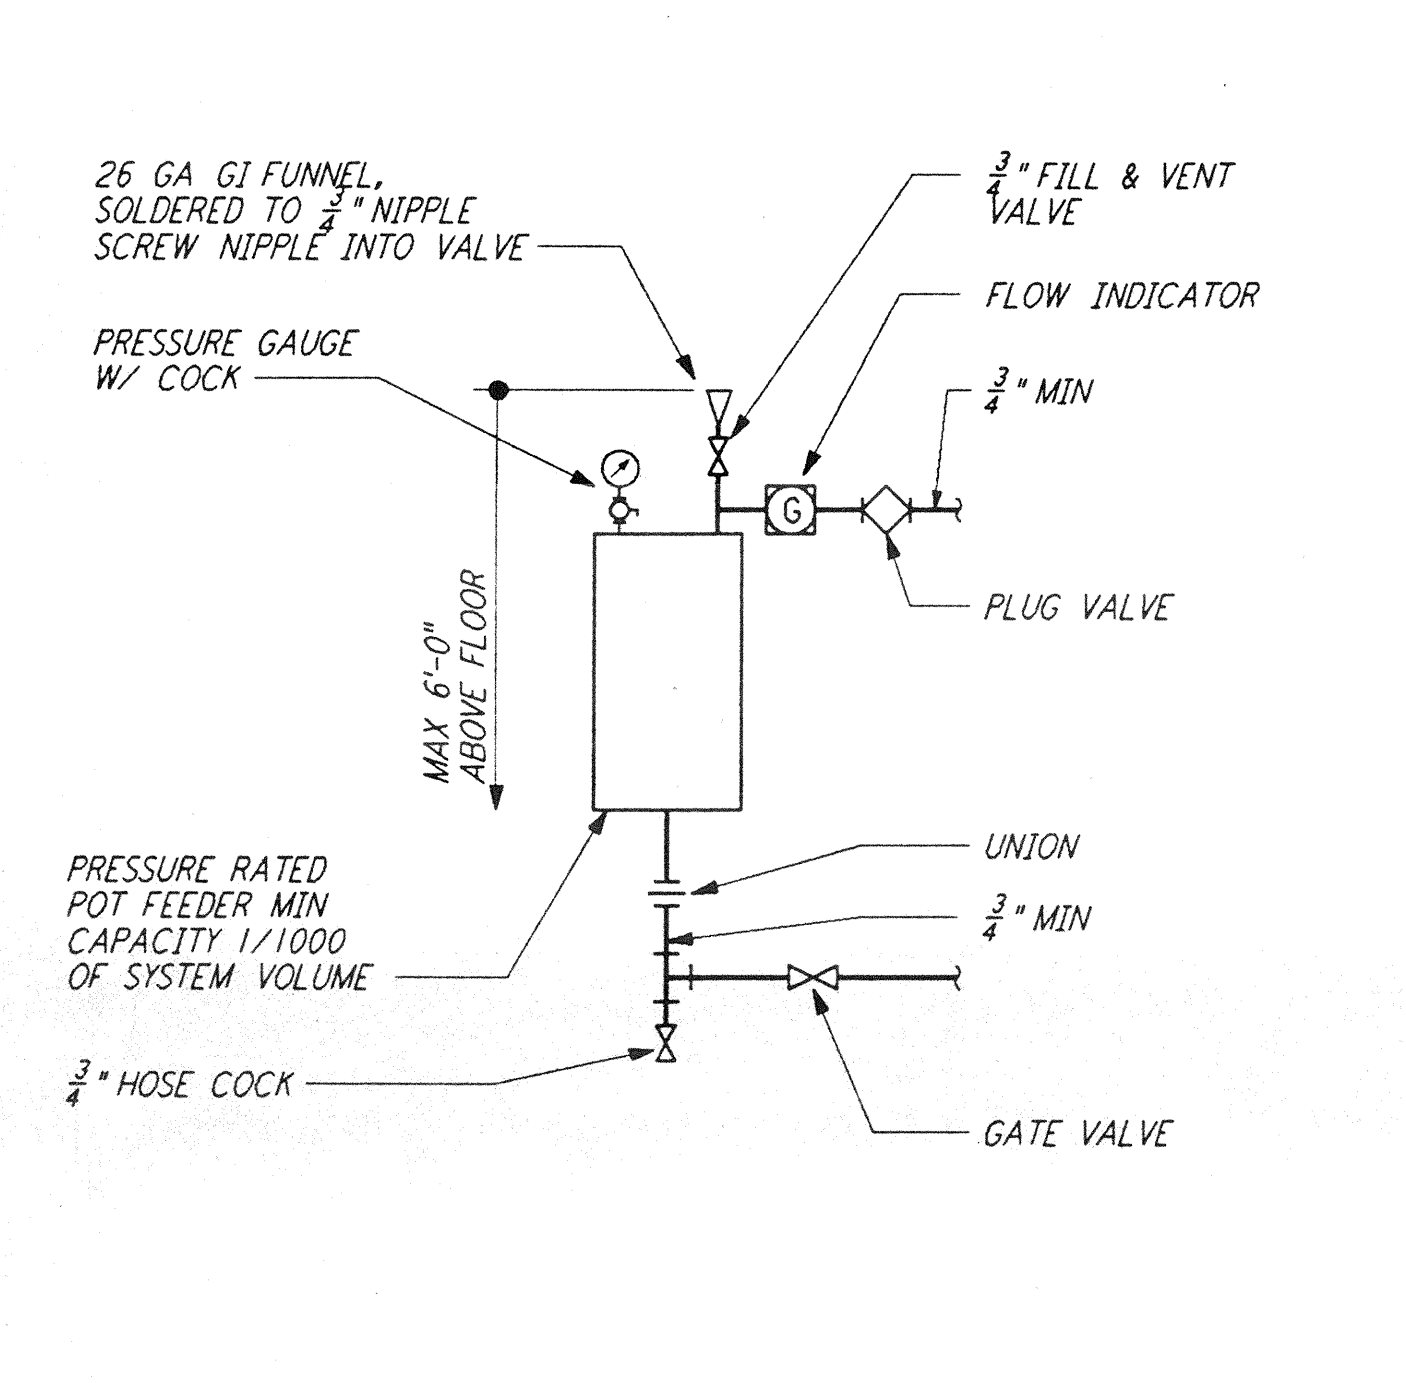 26 GA GI FUNNEL,
SOLDERED TO 3/4" NIPPLE
SCREW NIPPLE INTO VALVE
3/4" FILL & VENT
VALVE
FLOW INDICATOR
PRESSURE GAUGE
W/ COCK
3/4" MIN
G
PLUG VALVE
MAX 6'-0"
ABOVE FLOOR
UNION
PRESSURE RATED
POT FEEDER MIN
CAPACITY 1/1000
OF SYSTEM VOLUME
3/4" MIN
3/4" HOSE COCK
GATE VALVE